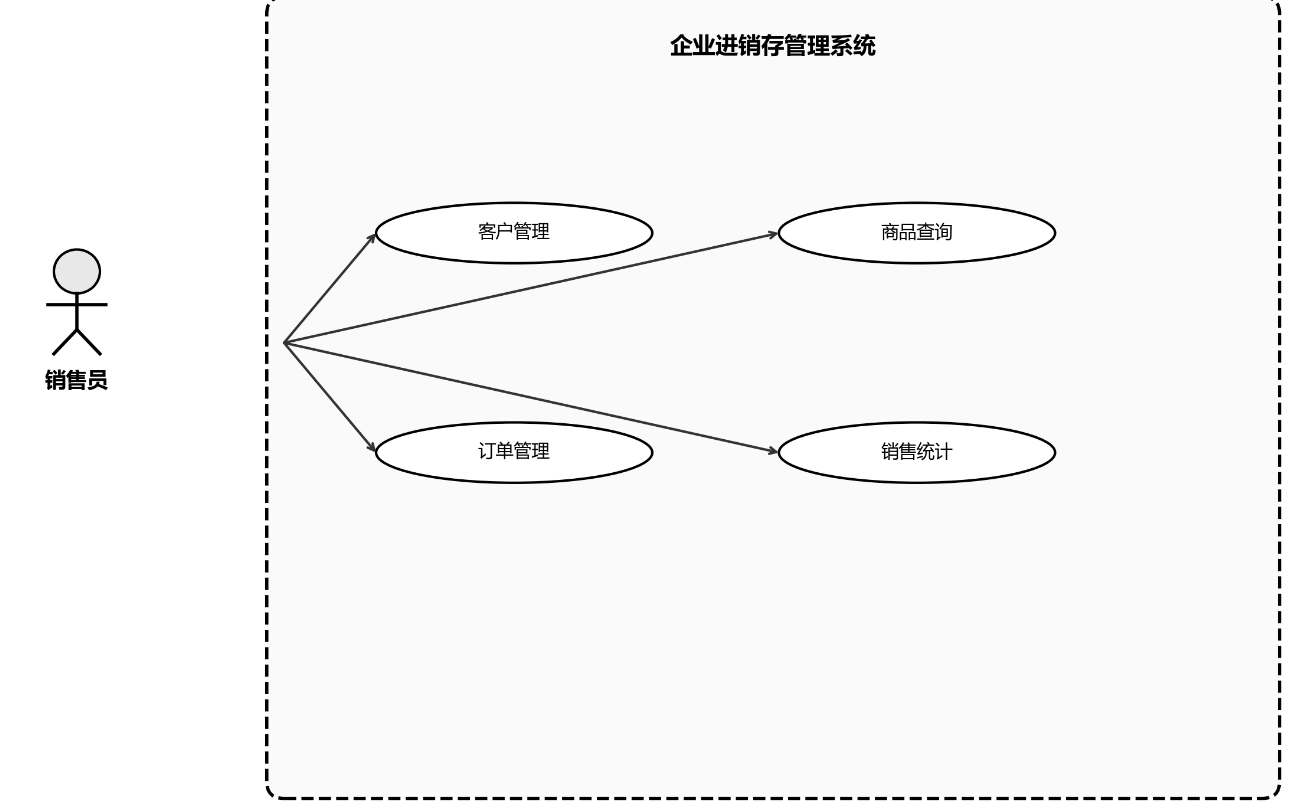 企业进销存管理系统
客户管理
商品查询
销售员
订单管理
销售统计